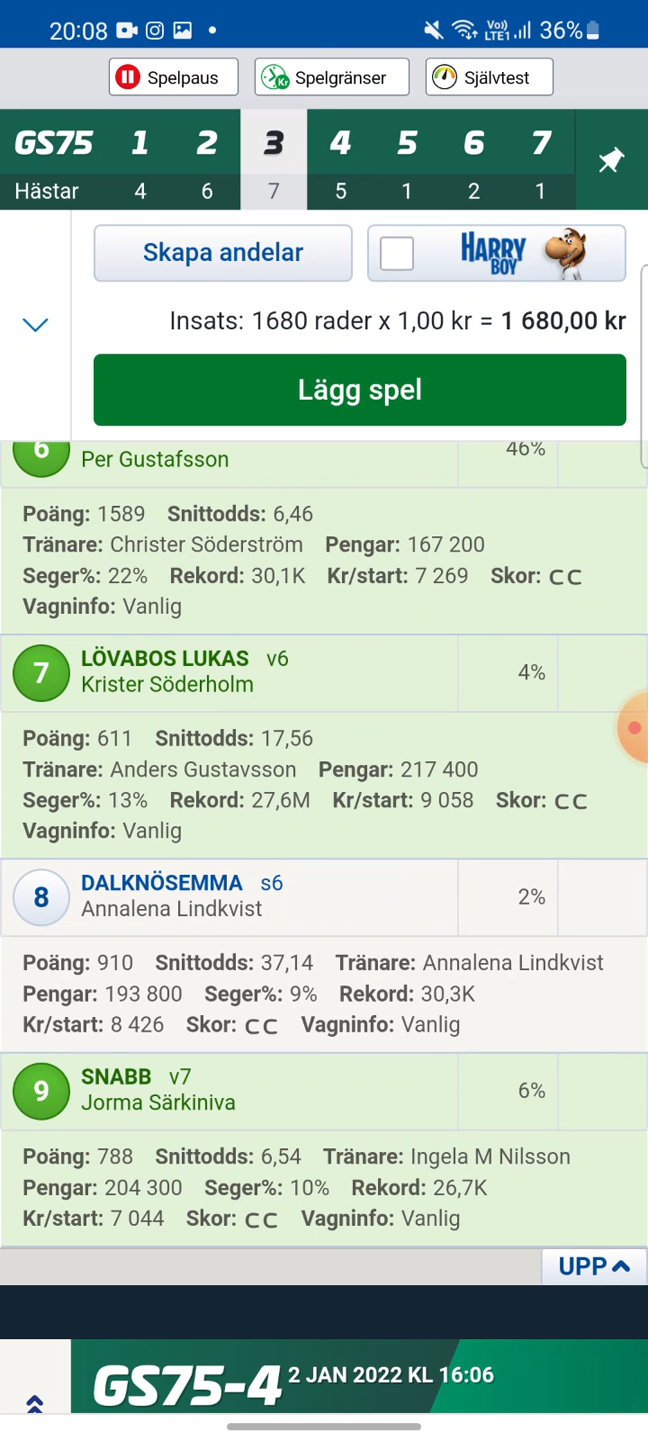 20:08 Voo) LTE1 36%
Spelpaus Spelgränser Självtest
GS75 1 2 3 4 5 6 7
Hästar 4 6 7 5 1 2 1
Skapa andelar HARRY BOY
Insats: 1680 rader x 1,00 kr = 1 680,00 kr
Lägg spel
6 Per Gustafsson 46%
Poäng: 1589 Snittodds: 6,46
Tränare: Christer Söderström Pengar: 167 200
Seger%: 22% Rekord: 30,1K Kr/start: 7 269 Skor: C C
Vagninfo: Vanlig
7 LÖVABOS LUKAS v6 4%
Krister Söderholm
Poäng: 611 Snittodds: 17,56
Tränare: Anders Gustavsson Pengar: 217 400
Seger%: 13% Rekord: 27,6M Kr/start: 9 058 Skor: C C
Vagninfo: Vanlig
8 DALKNÖSEMMA s6 2%
Annalena Lindkvist
Poäng: 910 Snittodds: 37,14 Tränare: Annalena Lindkvist
Pengar: 193 800 Seger%: 9% Rekord: 30,3K
Kr/start: 8 426 Skor: C C Vagninfo: Vanlig
9 SNABB v7 6%
Jorma Särkiniva
Poäng: 788 Snittodds: 6,54 Tränare: Ingela M Nilsson
Pengar: 204 300 Seger%: 10% Rekord: 26,7K
Kr/start: 7 044 Skor: C C Vagninfo: Vanlig
UPP
GS75-4 2 JAN 2022 KL 16:06